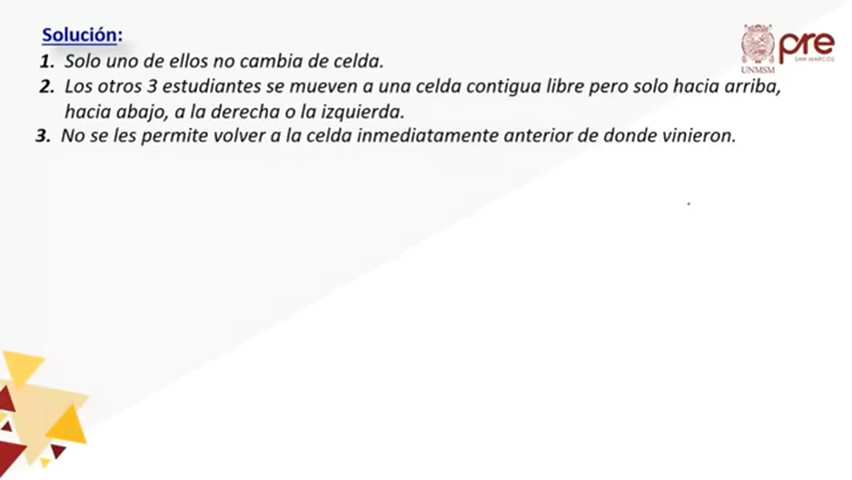 Solución:
1. Solo uno de ellos no cambia de celda.
2. Los otros 3 estudiantes se mueven a una celda contigua libre pero solo hacia arriba,
hacia abajo, a la derecha o la izquierda.
3. No se les permite volver a la celda inmediatamente anterior de donde vinieron.
UNMSM
pre
SAN MARCOS